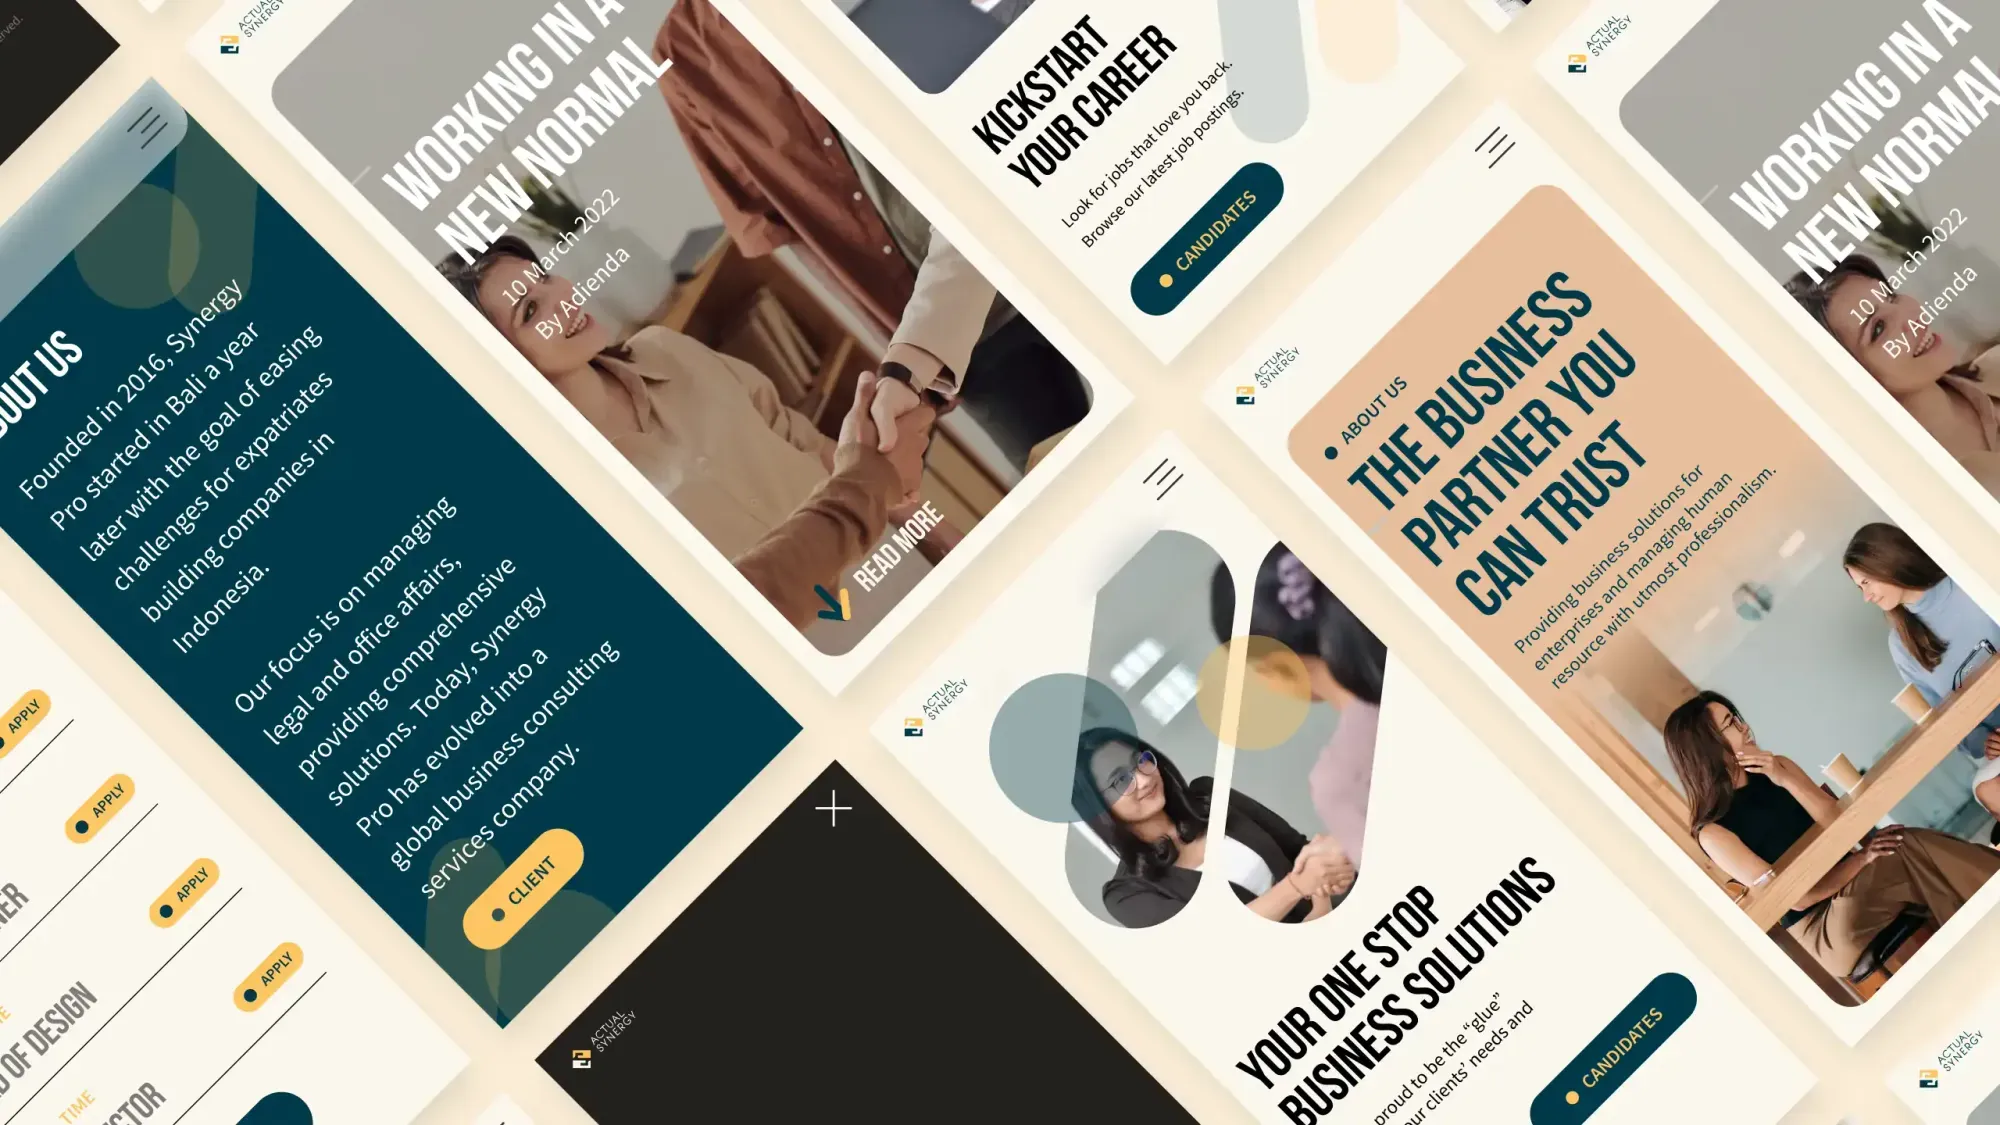 erved.
ACTUAL
SYNERGY
WORKING IN A
NEW NORMAL
10 March 2022
By Adienda
READ MORE
KICKSTART
YOUR CAREER
Look for jobs that love you back.
Browse our latest job postings.
CANDIDATES
ACTUAL
SYNERGY
WORKING IN A
NEW NORMAL
10 March 2022
By Adienda
OUT US
Founded in 2016, Synergy
Pro started in Bali a year
later with the goal of easing
challenges for expatriates
building companies in
Indonesia.
Our focus is on managing
legal and office affairs,
providing comprehensive
solutions. Today, Synergy
Pro has evolved into a
global business consulting
services company.
CLIENT
ACTUAL
SYNERGY
ABOUT US
THE BUSINESS
PARTNER YOU
CAN TRUST
Providing business solutions for
enterprises and managing human
resource with utmost professionalism.
ACTUAL
SYNERGY
YOUR ONE STOP
BUSINESS SOLUTIONS
proud to be the “glue”
our clients’ needs and
CANDIDATES
APPLY
APPLY
NER
APPLY
OF DESIGN
APPLY
TIME
CTOR
ACTUAL
SYNERGY
ACTUAL
SYNERGY